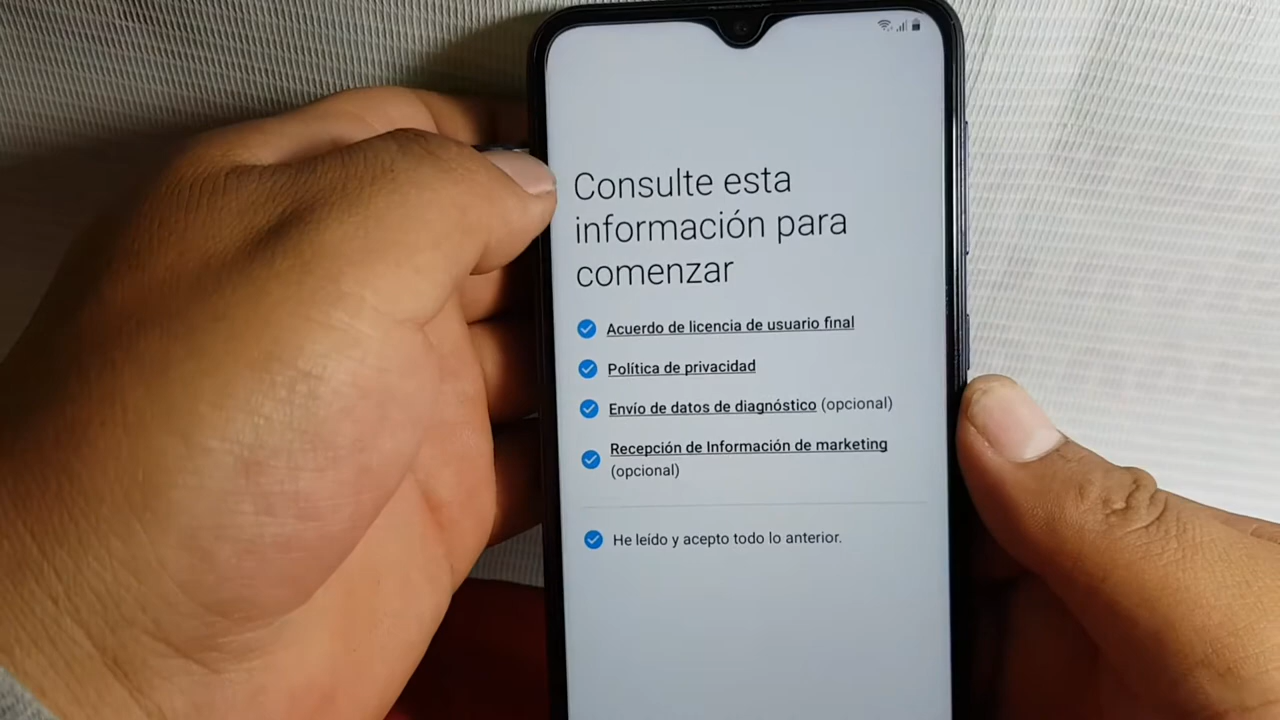 Consulte esta
información para
comenzar
Acuerdo de licencia de usuario final
Política de privacidad
Envío de datos de diagnóstico (opcional)
Recepción de Información de marketing
(opcional)
He leído y acepto todo lo anterior.